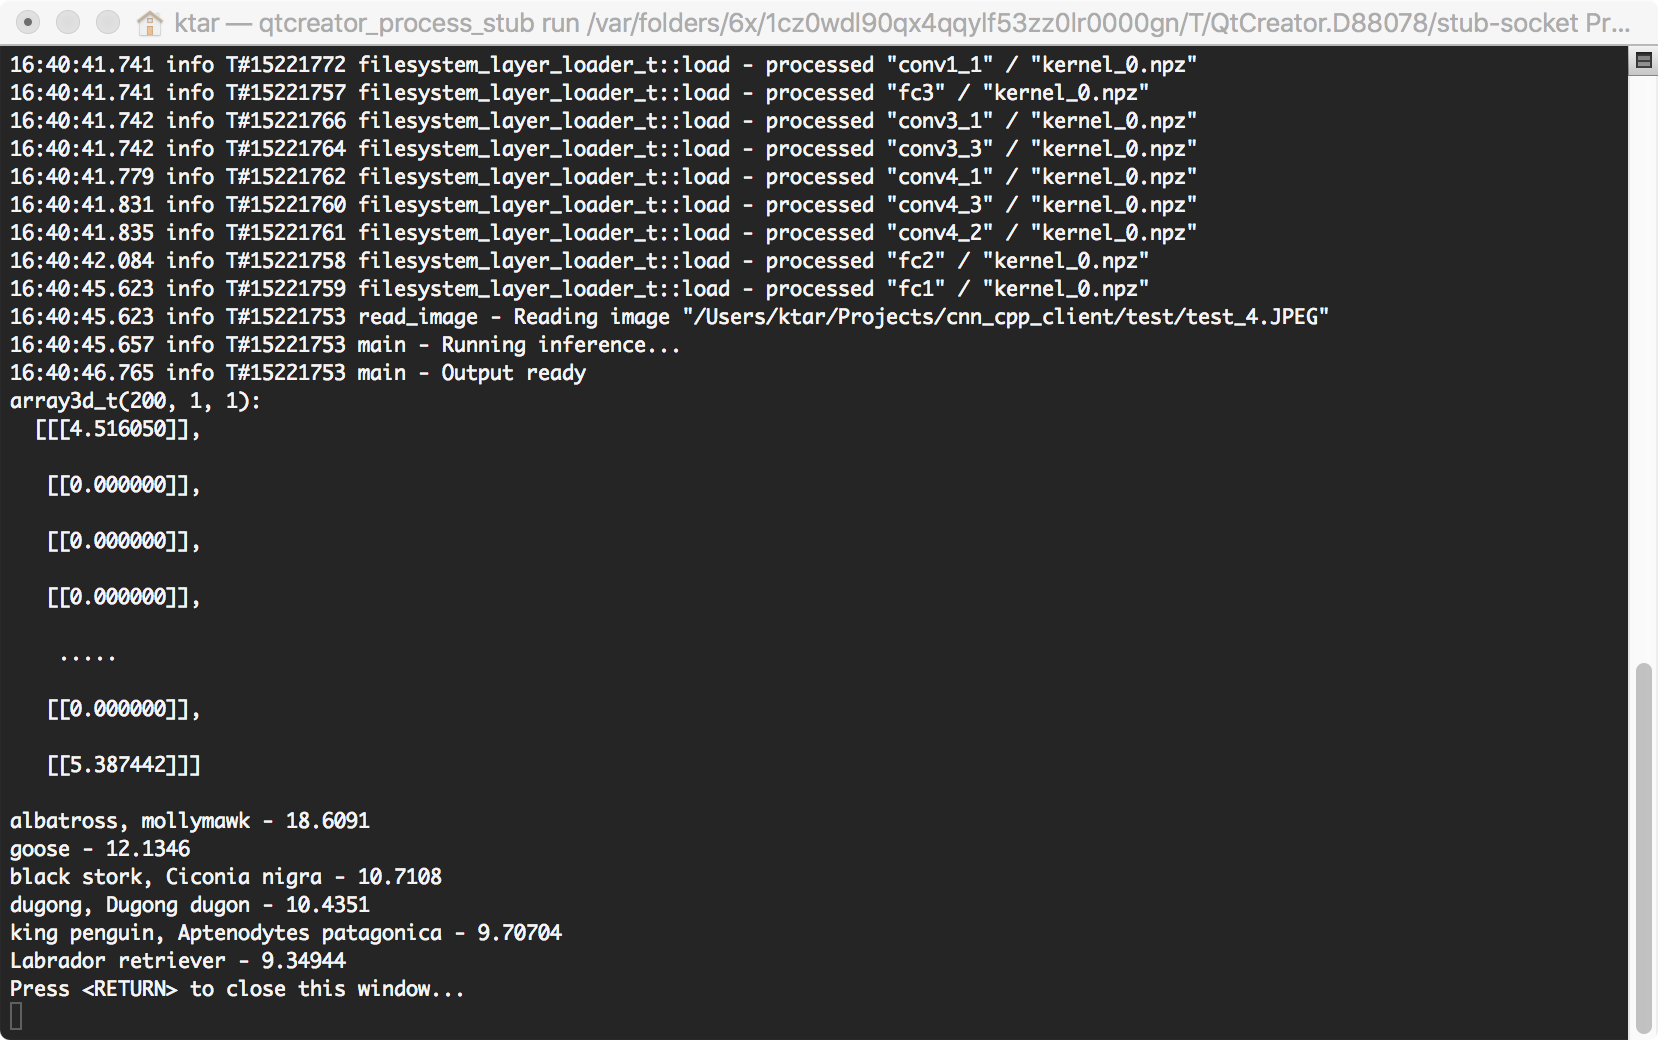 ktar — qtcreator_process_stub run /var/folders/6x/1cz0wdl90qx4qqylf53zz0lr0000gn/T/QtCreator.D88078/stub-socket Pr...
16:40:41.741 info T#15221772 filesystem_layer_loader_t::load - processed "conv1_1" / "kernel_0.npz"
16:40:41.741 info T#15221757 filesystem_layer_loader_t::load - processed "fc3" / "kernel_0.npz"
16:40:41.742 info T#15221766 filesystem_layer_loader_t::load - processed "conv3_1" / "kernel_0.npz"
16:40:41.742 info T#15221764 filesystem_layer_loader_t::load - processed "conv3_3" / "kernel_0.npz"
16:40:41.779 info T#15221762 filesystem_layer_loader_t::load - processed "conv4_1" / "kernel_0.npz"
16:40:41.831 info T#15221760 filesystem_layer_loader_t::load - processed "conv4_3" / "kernel_0.npz"
16:40:41.835 info T#15221761 filesystem_layer_loader_t::load - processed "conv4_2" / "kernel_0.npz"
16:40:42.084 info T#15221758 filesystem_layer_loader_t::load - processed "fc2" / "kernel_0.npz"
16:40:45.623 info T#15221759 filesystem_layer_loader_t::load - processed "fc1" / "kernel_0.npz"
16:40:45.623 info T#15221753 read_image - Reading image "/Users/ktar/Projects/cnn_cpp_client/test/test_4.JPEG"
16:40:45.657 info T#15221753 main - Running inference...
16:40:46.765 info T#15221753 main - Output ready
array3d_t(200, 1, 1):
[[[4.516050]],
[[0.000000]],
[[0.000000]],
[[0.000000]],
.....
[[0.000000]],
[[5.387442]]]
albatross, mollymawk - 18.6091
goose - 12.1346
black stork, Ciconia nigra - 10.7108
dugong, Dugong dugon - 10.4351
king penguin, Aptenodytes patagonica - 9.70704
Labrador retriever - 9.34944
Press <RETURN> to close this window...